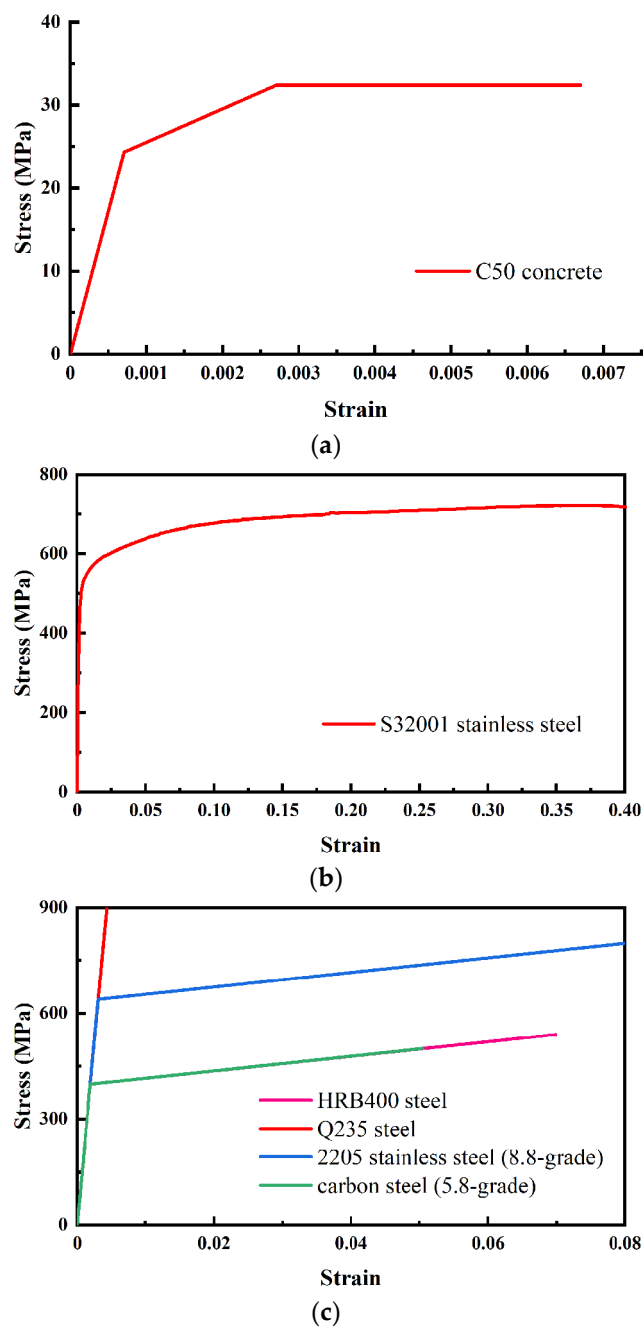 Stress (MPa)
40
30
20
10
0
C50 concrete
0 0.001 0.002 0.003 0.004 0.005 0.006 0.007
Strain
(a)
Stress (MPa)
800
600
400
200
0
S32001 stainless steel
0 0.05 0.10 0.15 0.20 0.25 0.30 0.35 0.40
Strain
(b)
Stress (MPa)
900
600
300
0
HRB400 steel
Q235 steel
2205 stainless steel (8.8-grade)
carbon steel (5.8-grade)
0 0.02 0.04 0.06 0.08
Strain
(c)